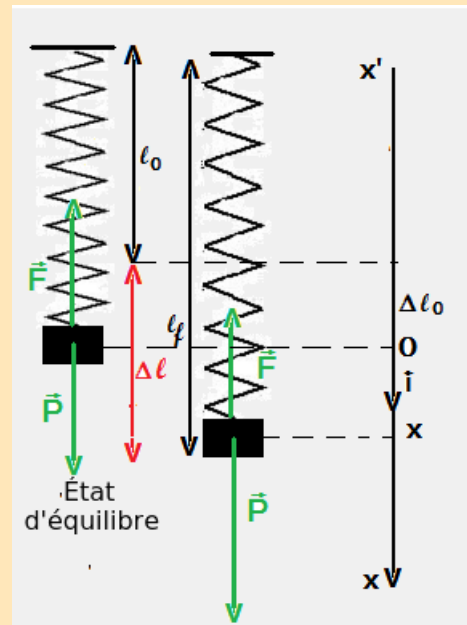 x'
ℓ₀
F⃗
ℓf
Δℓ₀
F⃗
O
Δℓ
i⃗
P⃗
x
État
d'équilibre
P⃗
x